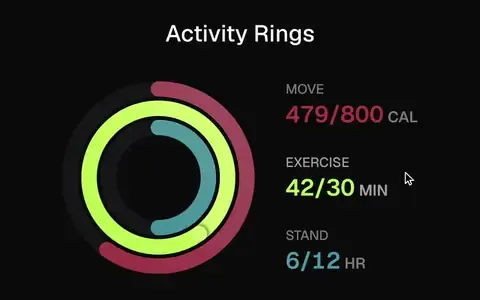 Activity Rings
MOVE
479/800 CAL
EXERCISE
42/30 MIN
STAND
6/12 HR